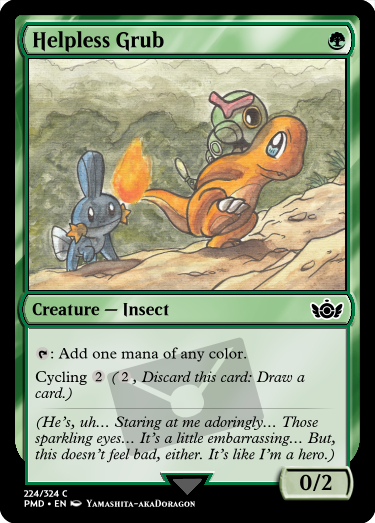 Helpless Grub
Creature — Insect
: Add one mana of any color.
Cycling 2 ( 2 , Discard this card: Draw a
card.)
(He's, uh... Staring at me adoringly... Those
sparkling eyes... It's a little embarrassing... But,
this doesn't feel bad, either. It's like I'm a hero.)
0/2
224/324 C
PMD • EN Yamashita-akaDoragon